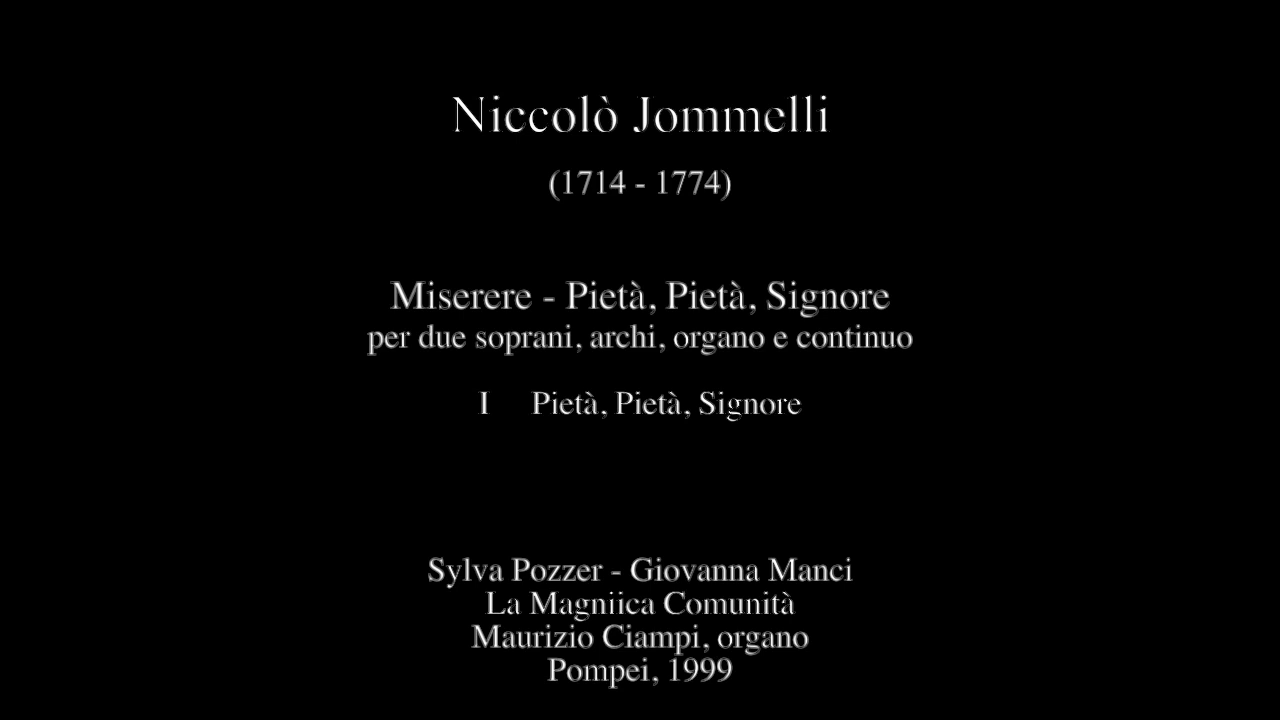 Niccolò Jommelli
(1714 - 1774)
Miserere - Pietà, Pietà, Signore
per due soprani, archi, organo e continuo
I Pietà, Pietà, Signore
Sylva Pozzer - Giovanna Manci
La Magniica Comunità
Maurizio Ciampi, organo
Pompei, 1999